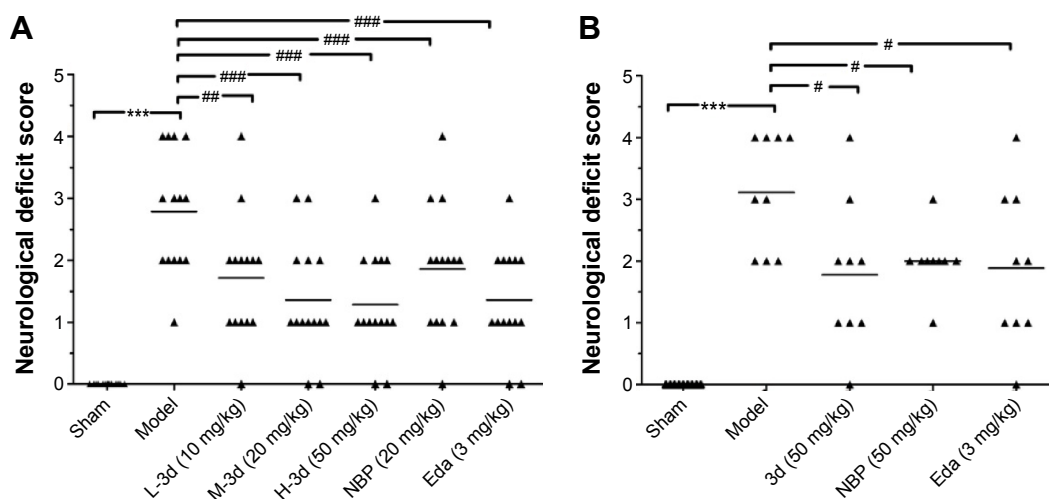 A
Neurological deficit score
5
4
3
2
1
0
***
##
###
###
###
###
Sham
Model
L-3d (10 mg/kg)
M-3d (20 mg/kg)
H-3d (50 mg/kg)
NBP (20 mg/kg)
Eda (3 mg/kg)
B
Neurological deficit score
5
4
3
2
1
0
***
#
#
#
Sham
Model
3d (50 mg/kg)
NBP (50 mg/kg)
Eda (3 mg/kg)